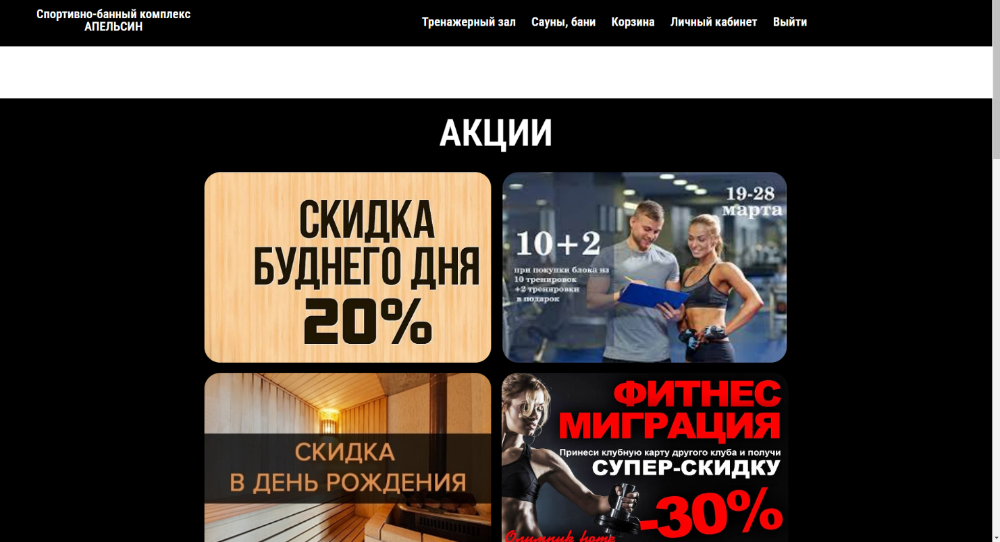 Спортивно-банный комплекс
АПЕЛЬСИН
Тренажерный зал Сауны, бани Корзина Личный кабинет Выйти
АКЦИИ
СКИДКА
БУДНЕГО ДНЯ
20%
19-28
марта
10+2
при покупки блока из
10 тренировок
+2 тренировки
в подарок
СКИДКА
В ДЕНЬ РОЖДЕНИЯ
ФИТНЕС
МИГРАЦИЯ
Принеси клубную карту другого клуба и получи
СУПЕР-СКИДКУ
-30%
Олимпик home